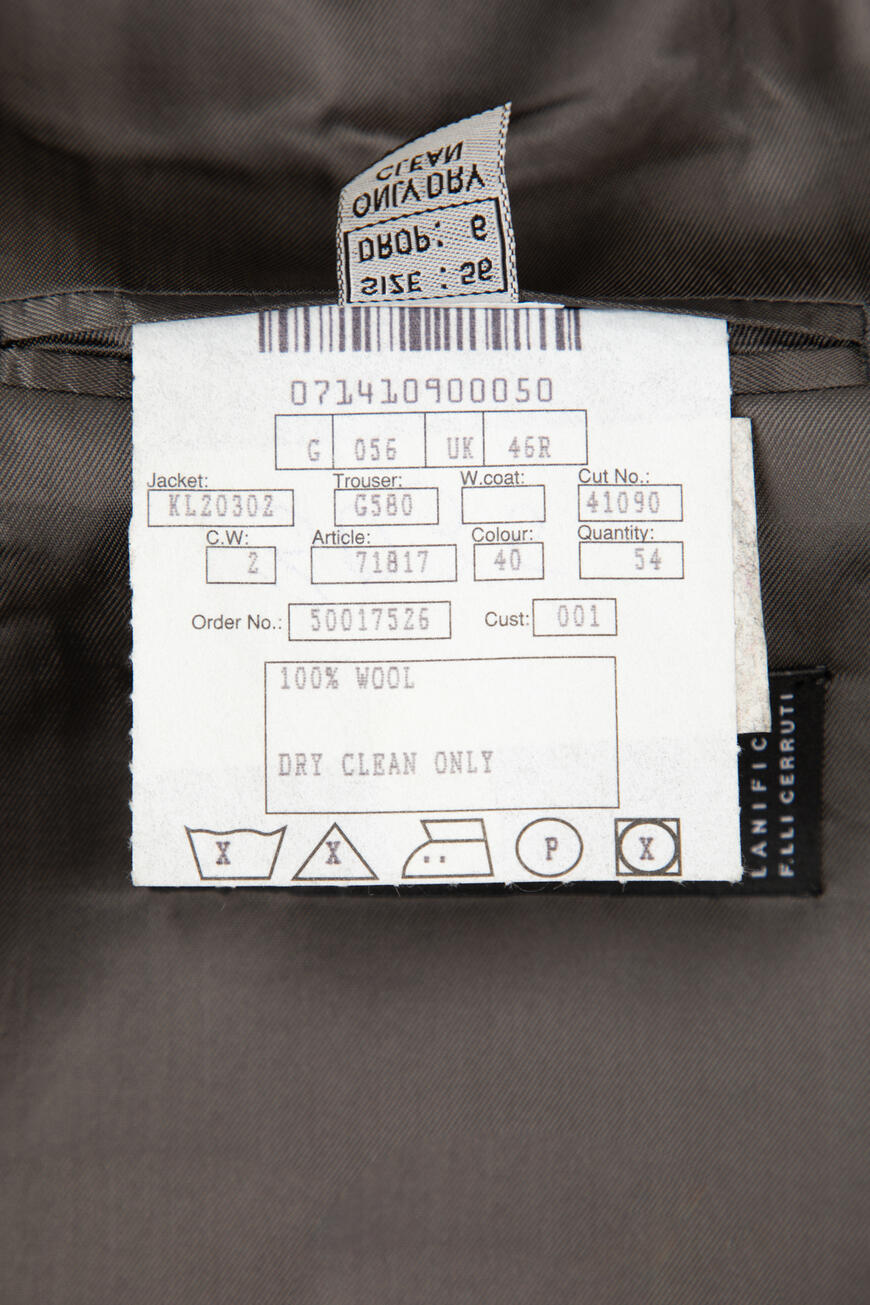 CLEAN
ONLY DRY
DROP: 6
SIZE : 56
071410900050
G 056 UK 46R
Jacket: Trouser: W.coat: Cut No.:
KL20302 G580 41090
C.W: Article: Colour: Quantity:
2 71817 40 54
Order No.: 50017526 Cust: 001
100% WOOL
DRY CLEAN ONLY
X X P X
LANIFIC
F.LLI CERRUTI